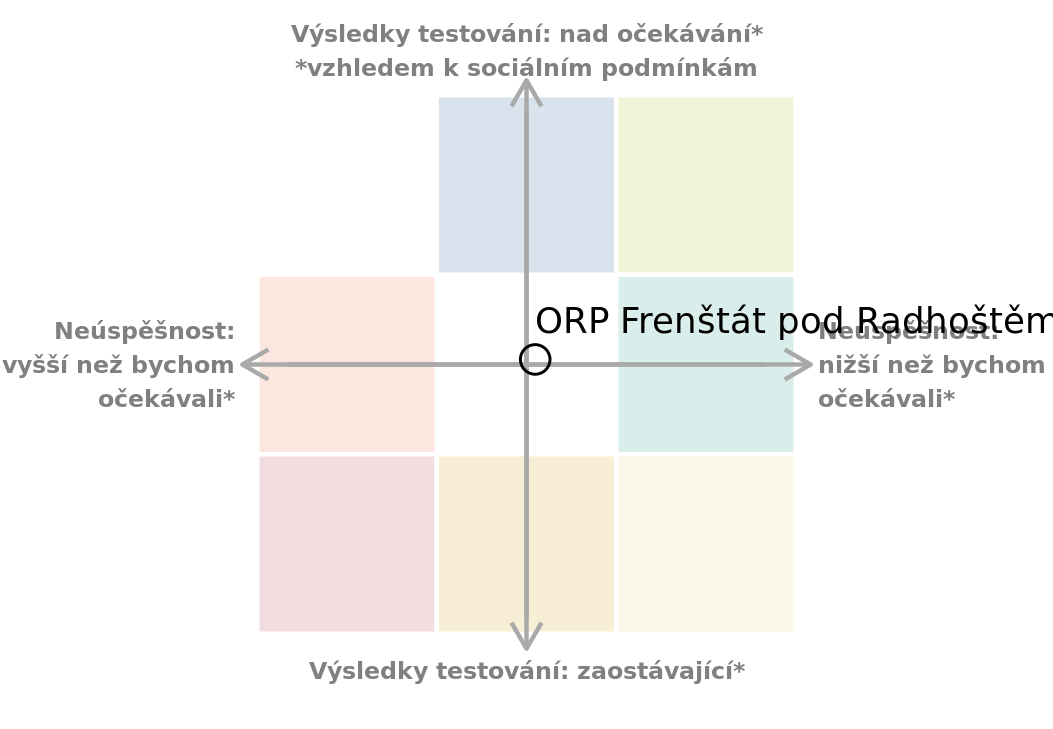 Výsledky testování: nad očekávání*
*vzhledem k sociálním podmínkám
ORP Frenštát pod Radhoštěm
Neúspěšnost:
vyšší než bychom
očekávali*
Neúspěšnost:
nižší než bychom
očekávali*
Výsledky testování: zaostávající*